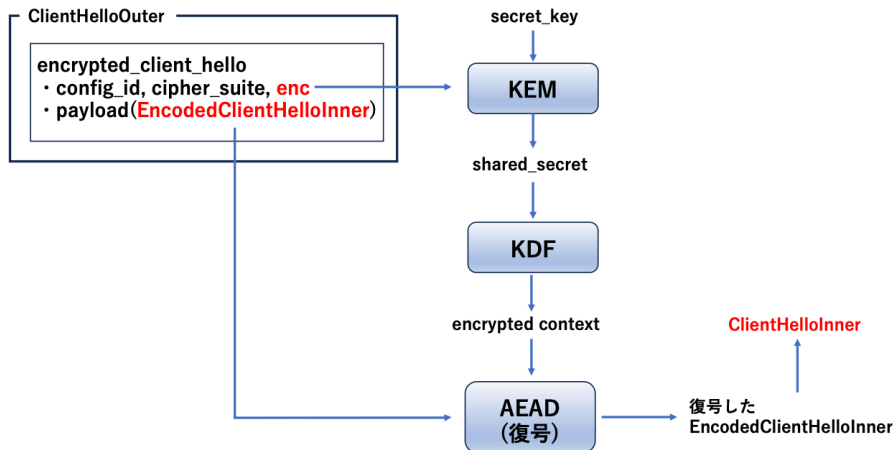 ClientHelloOuter
encrypted_client_hello
・config_id, cipher_suite, enc
・payload(EncodedClientHelloInner)
secret_key
KEM
shared_secret
KDF
encrypted context
AEAD
(復号)
復号した
EncodedClientHelloInner
ClientHelloInner